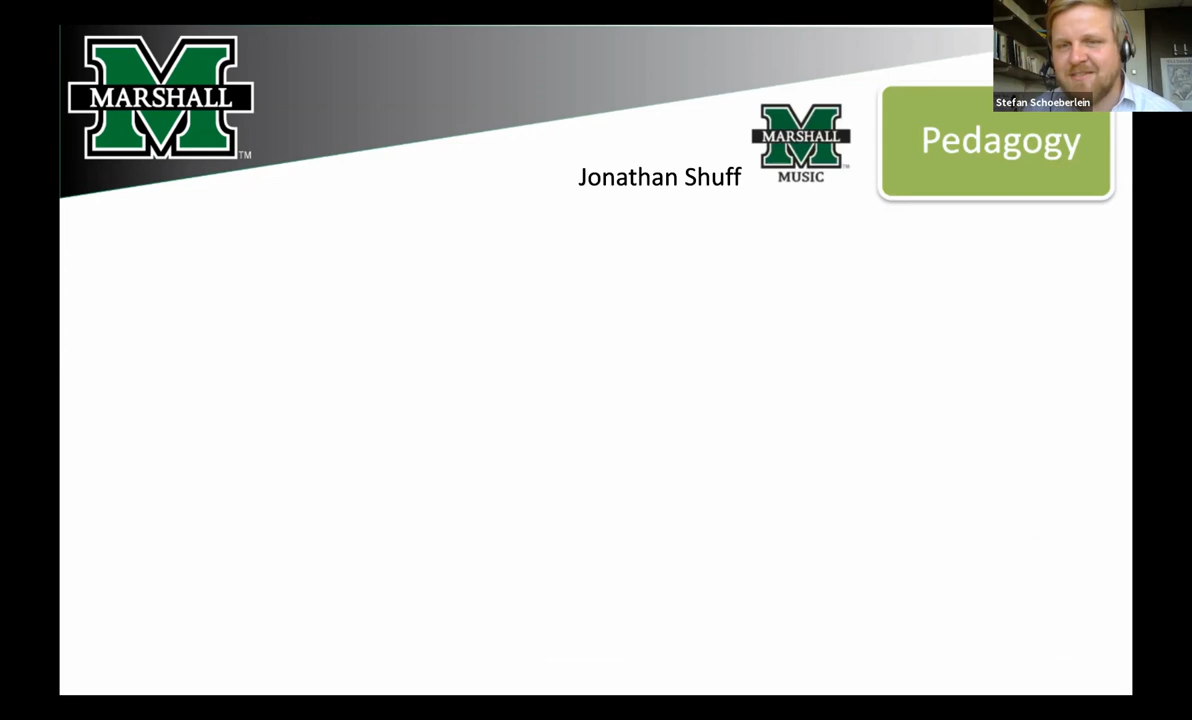 MARSHALL
TM
Stefan Schoeberlein
MARSHALL
MUSIC
Pedagogy
Jonathan Shuff